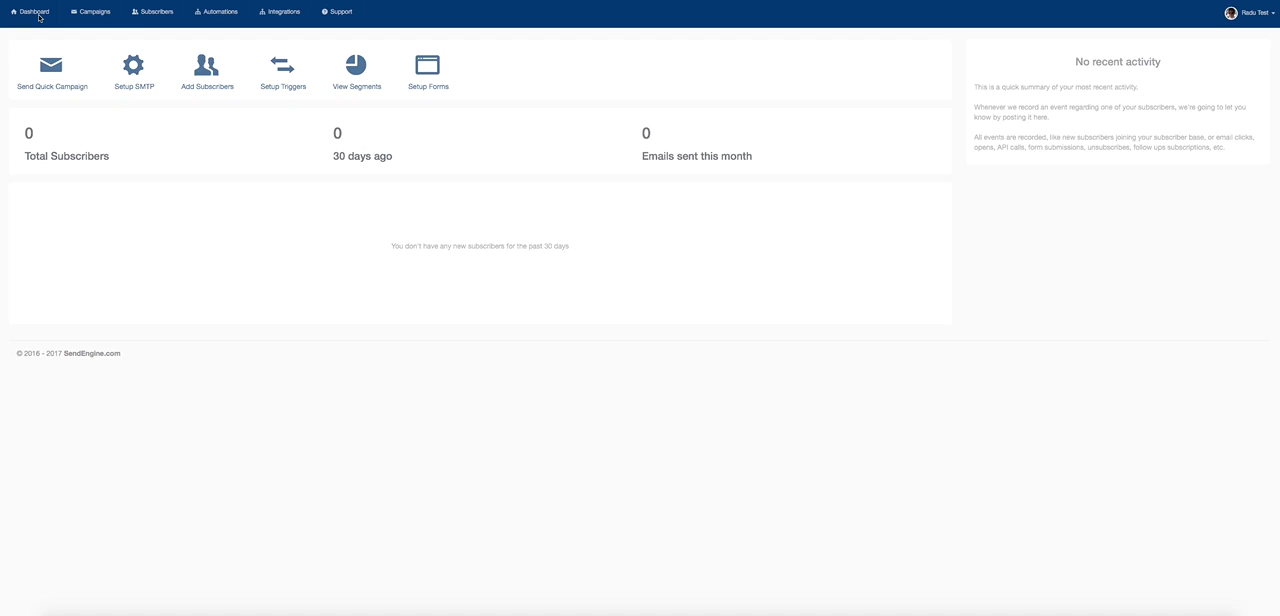 Dashboard Campaigns Subscribers Automations Integrations Support Radu Test
Send Quick Campaign Setup SMTP Add Subscribers Setup Triggers View Segments Setup Forms
0 0 0
Total Subscribers 30 days ago Emails sent this month
You don't have any new subscribers for the past 30 days
No recent activity
This is a quick summary of your most recent activity.
Whenever we record an event regarding one of your subscribers, we're going to let you
know by posting it here.
All events are recorded, like new subscribers joining your subscriber base, or email clicks,
opens, API calls, form submissions, unsubscribes, follow ups subscriptions, etc.
© 2016 - 2017 SendEngine.com